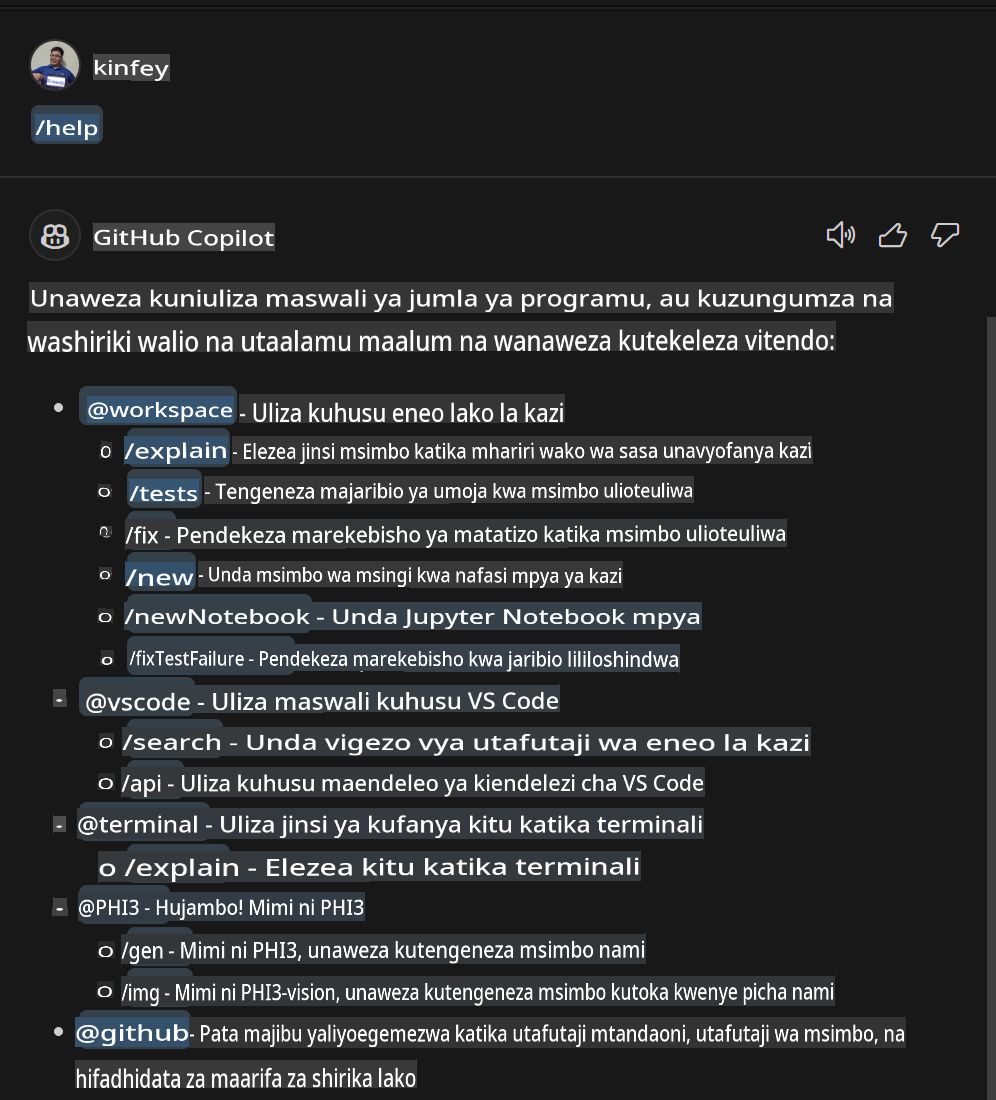 kinfey
/help
GitHub Copilot
Unaweza kuniuliza maswali ya jumla ya programu, au kuzungumza na
washiriki walio na utaalamu maalum na wanaweza kutekeleza vitendo:
• @workspace - Uliza kuhusu eneo lako la kazi
o /explain - Elezea jinsi msimbo katika mhariri wako wa sasa unavyofanya kazi
o /tests - Tengeneza majaribio ya umoja kwa msimbo ulioteuliwa
o /fix - Pendekeza marekebisho ya matatizo katika msimbo ulioteuliwa
o /new - Unda msimbo wa msingi kwa nafasi mpya ya kazi
o /newNotebook - Unda Jupyter Notebook mpya
o /fixTestFailure - Pendekeza marekebisho kwa jaribio lililoshindwa
- @vscode - Uliza maswali kuhusu VS Code
o /search - Unda vigezo vya utafutaji wa eneo la kazi
o /api - Uliza kuhusu maendeleo ya kiendelezi cha VS Code
- @terminal - Uliza jinsi ya kufanya kitu katika terminali
o /explain - Elezea kitu katika terminali
- @PHI3 - Hujambo! Mimi ni PHI3
o /gen - Mimi ni PHI3, unaweza kutengeneza msimbo nami
o /img - Mimi ni PHI3-vision, unaweza kutengeneza msimbo kutoka kwenye picha nami
• @github- Pata majibu yaliyoegemezwa katika utafutaji mtandaoni, utafutaji wa msimbo, na
hifadhidata za maarifa za shirika lako